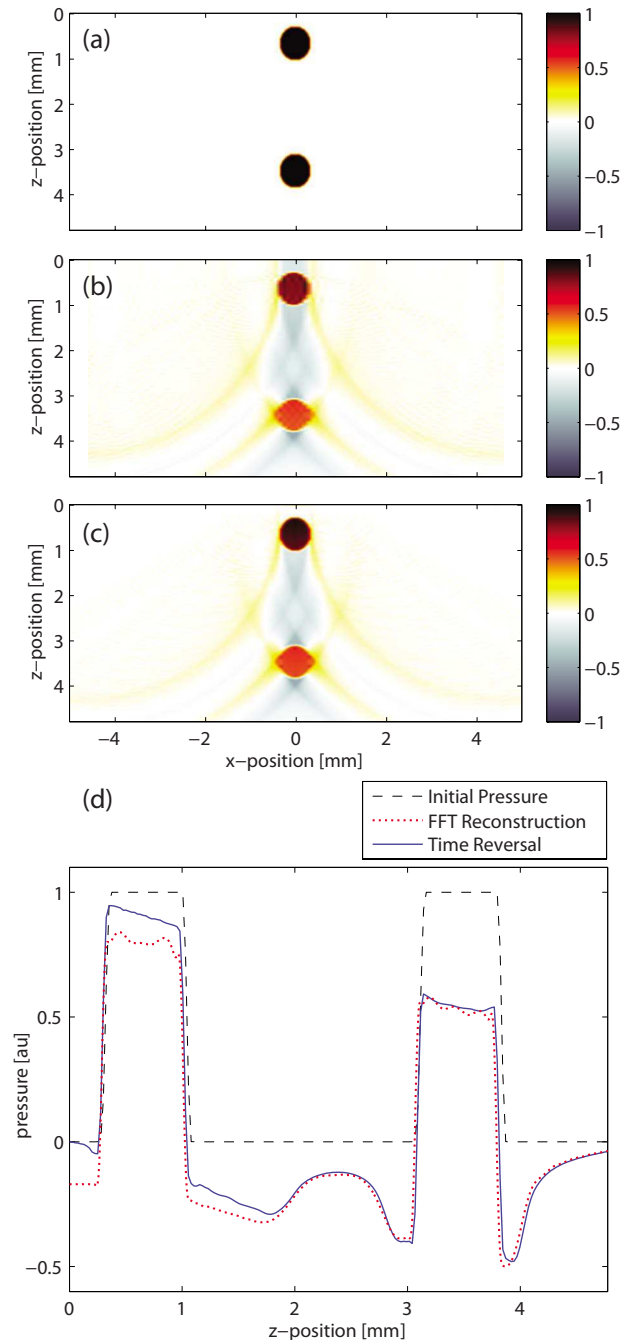 (a)
z−position [mm]
0
1
2
3
4
1
0.5
0
−0.5
−1
(b)
z−position [mm]
0
1
2
3
4
1
0.5
0
−0.5
−1
(c)
z−position [mm]
0
1
2
3
4
1
0.5
0
−0.5
−1
−4 −2 0 2 4
x−position [mm]
(d)
Initial Pressure
FFT Reconstruction
Time Reversal
pressure [au]
1
0.5
0
−0.5
0 1 2 3 4
z−position [mm]